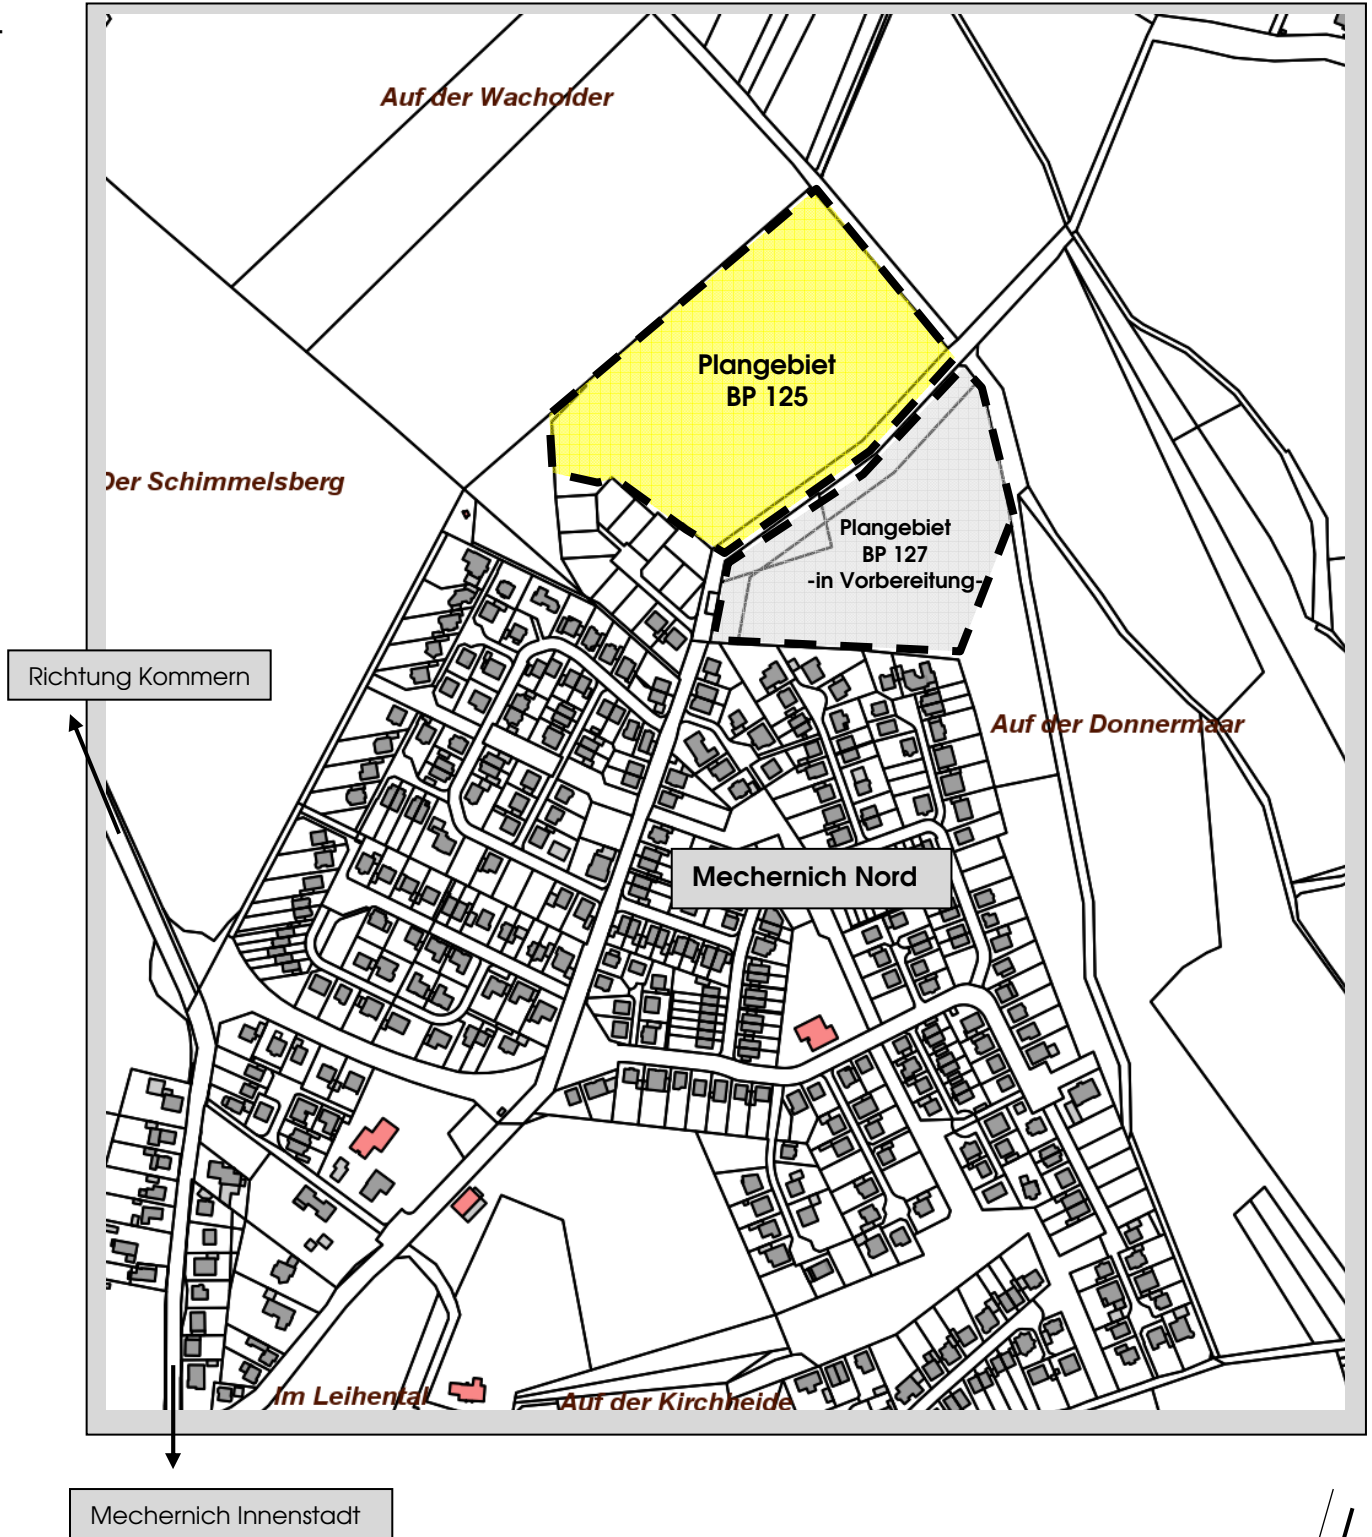 Auf der Wacholder
Plangebiet
BP 125
Der Schimmelsberg
Plangebiet
BP 127
-in Vorbereitung-
Richtung Kommern
Auf der Donnermaar
Mechernich Nord
Im Leihental
Auf der Kirchheide
Mechernich Innenstadt